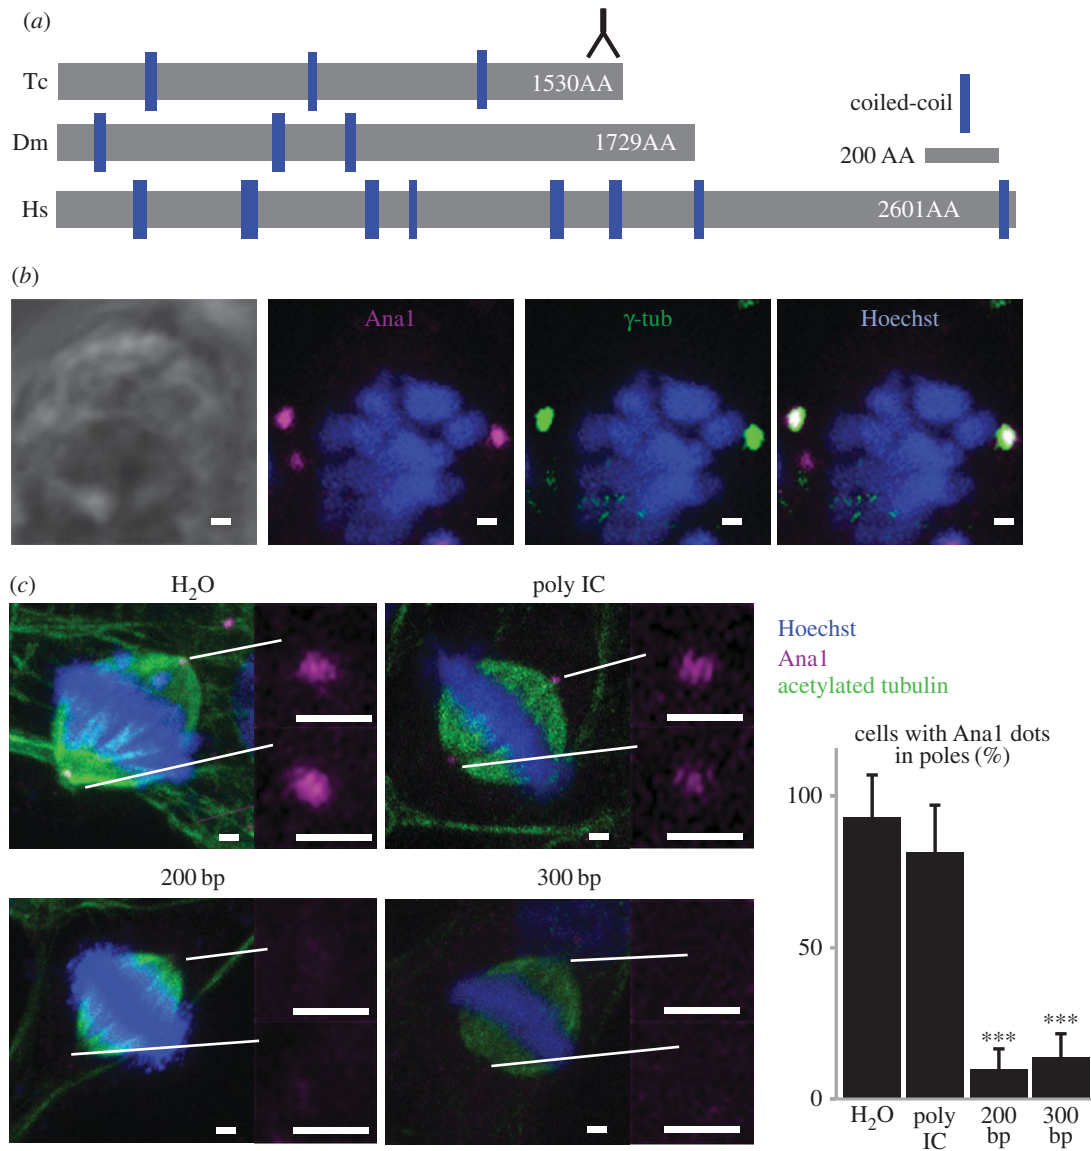 (a)
Tc
1530AA
coiled-coil
Dm
1729AA
200 AA
Hs
2601AA
(b)
Ana1
γ-tub
Hoechst
(c)
H2O
poly IC
Hoechst
Ana1
acetylated tubulin
200 bp
300 bp
cells with Ana1 dots
in poles (%)
100
50
0
***
***
H2O
poly
IC
200
bp
300
bp